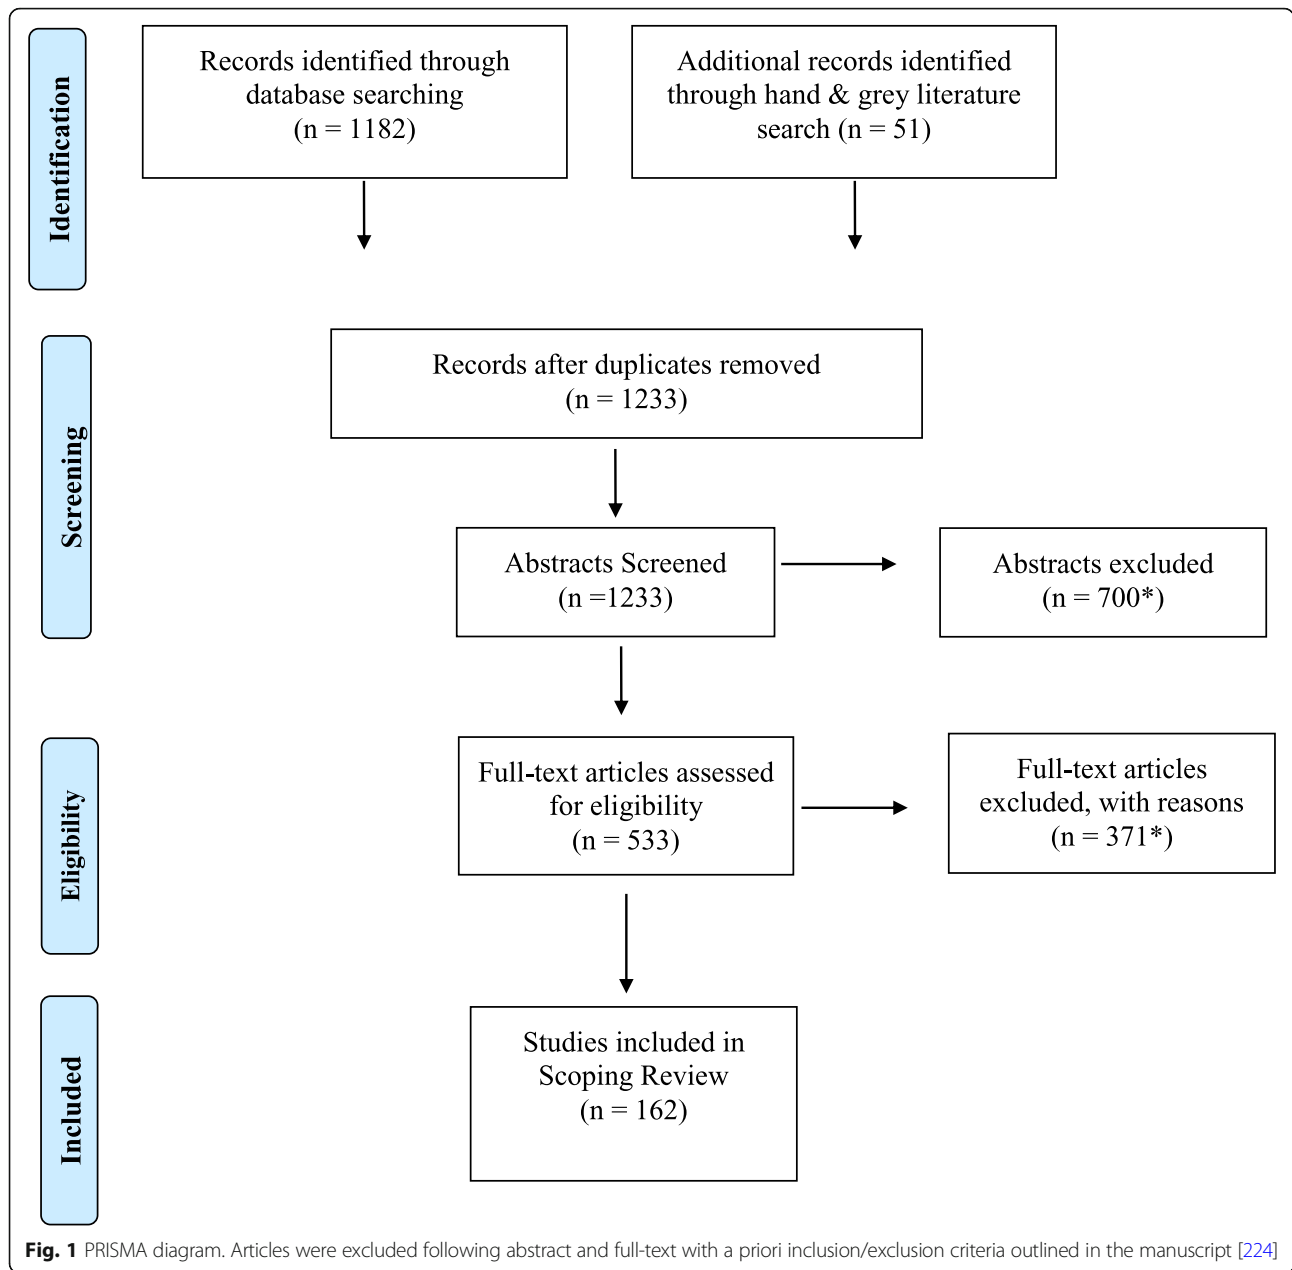 Identification
Records identified through
database searching
(n = 1182)
Additional records identified
through hand & grey literature
search (n = 51)
Screening
Records after duplicates removed
(n = 1233)
Abstracts Screened
(n =1233)
Abstracts excluded
(n = 700*)
Eligibility
Full-text articles assessed
for eligibility
(n = 533)
Full-text articles
excluded, with reasons
(n = 371*)
Included
Studies included in
Scoping Review
(n = 162)
Fig. 1 PRISMA diagram. Articles were excluded following abstract and full-text with a priori inclusion/exclusion criteria outlined in the manuscript [224]